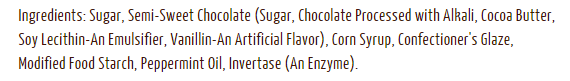 Ingredients: Sugar, Semi-Sweet Chocolate (Sugar, Chocolate Processed with Alkali, Cocoa Butter,
Soy Lecithin-An Emulsifier, Vanillin-An Artificial Flavor), Corn Syrup, Confectioner's Glaze,
Modified Food Starch, Peppermint Oil, Invertase (An Enzyme).